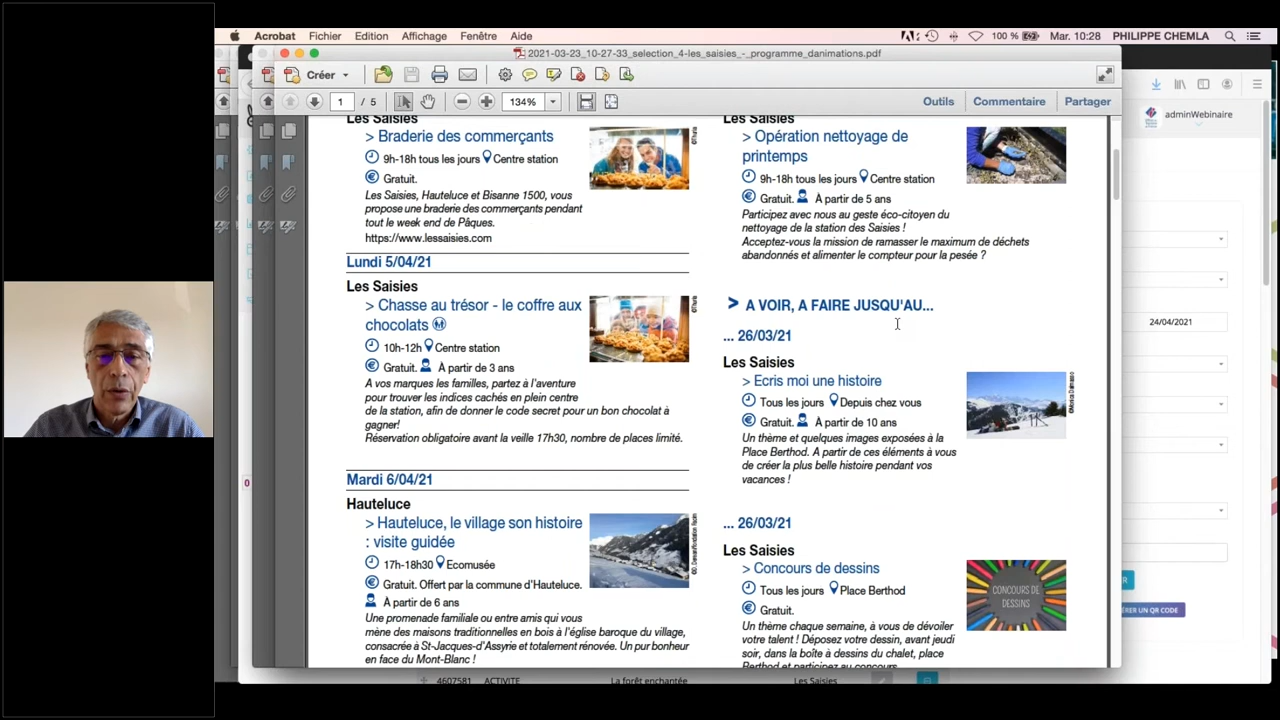 Acrobat Fichier Edition Affichage Fenêtre Aide
100 % Mar. 10:28 PHILIPPE CHEMLA
2021-03-23_10-27-33_selection_4-les_saisies_-_programme_danimations.pdf
Créer
1 / 5 134% Outils Commentaire Partager
adminWebinaire
Les Saisies
> Braderie des commerçants
9h-18h tous les jours Centre station
Gratuit.
Les Saisies, Hauteluce et Bisanne 1500, vous
propose une braderie des commerçants pendant
tout le week end de Pâques.
https://www.lessaisies.com
Lundi 5/04/21
Les Saisies
> Chasse au trésor - le coffre aux
chocolats
10h-12h Centre station
Gratuit. À partir de 3 ans
A vos marques les familles, partez à l'aventure
pour trouver les indices cachés en plein centre
de la station, afin de donner le code secret pour un bon chocolat à
gagner!
Réservation obligatoire avant la veille 17h30, nombre de places limité.
Mardi 6/04/21
Hauteluce
> Hauteluce, le village son histoire
: visite guidée
17h-18h30 Ecomusée
Gratuit. Offert par la commune d'Hauteluce.
À partir de 6 ans
Une promenade familiale ou entre amis qui vous
mène des maisons traditionnelles en bois à l'église baroque du village,
consacrée à St-Jacques-d'Assyrie et totalement rénovée. Un pur bonheur
en face du Mont-Blanc !
Les Saisies
> Opération nettoyage de
printemps
9h-18h tous les jours Centre station
Gratuit. À partir de 5 ans
Participez avec nous au geste éco-citoyen du
nettoyage de la station des Saisies !
Acceptez-vous la mission de ramasser le maximum de déchets
abandonnés et alimenter le compteur pour la pesée ?
> A VOIR, A FAIRE JUSQU'AU...
... 26/03/21
Les Saisies
> Ecris moi une histoire
Tous les jours Depuis chez vous
Gratuit. À partir de 10 ans
Un thème et quelques images exposées à la
Place Berthod. A partir de ces éléments à vous
de créer la plus belle histoire pendant vos
vacances !
... 26/03/21
Les Saisies
> Concours de dessins
Tous les jours Place Berthod
Gratuit.
Un thème chaque semaine, à vous de dévoiler
votre talent ! Déposez votre dessin, avant jeudi
soir, dans la boîte à dessins du chalet, place
Berthod et participez au concours
CONCOURS DE
DESSINS
24/04/2021
R
ÉRER UN QR CODE
0
4607581 ACTIVITE La forêt enchantée Les Saisies